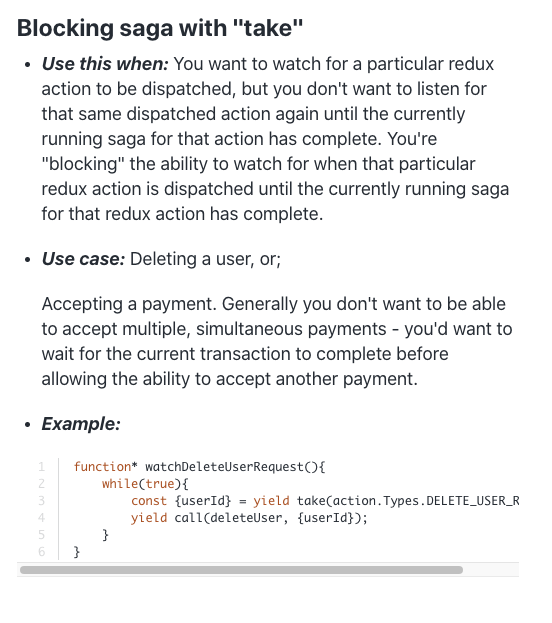 Blocking saga with "take"
• Use this when: You want to watch for a particular redux
action to be dispatched, but you don't want to listen for
that same dispatched action again until the currently
running saga for that action has complete. You're
"blocking" the ability to watch for when that particular
redux action is dispatched until the currently running saga
for that redux action has complete.
• Use case: Deleting a user, or;
Accepting a payment. Generally you don't want to be able
to accept multiple, simultaneous payments - you'd want to
wait for the current transaction to complete before
allowing the ability to accept another payment.
• Example:
1 function* watchDeleteUserRequest(){
2     while(true){
3         const {userId} = yield take(action.Types.DELETE_USER_R
4         yield call(deleteUser, {userId});
5     }
6 }